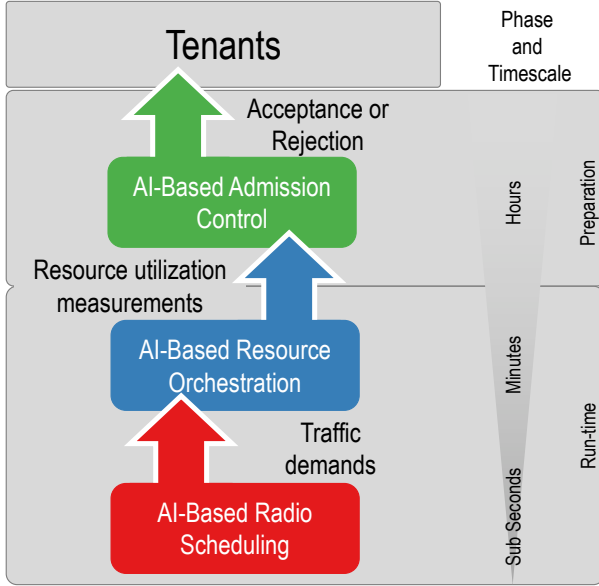 Tenants
Phase
and
Timescale
Acceptance or
Rejection
AI-Based Admission
Control
Hours
Preparation
Resource utilization
measurements
AI-Based Resource
Orchestration
Minutes
Run-time
Traffic
demands
AI-Based Radio
Scheduling
Sub Seconds